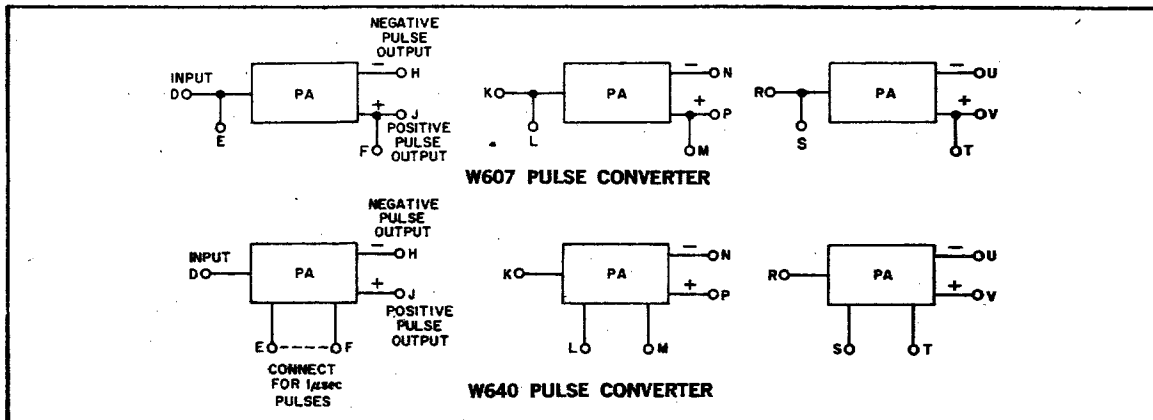 NEGATIVE
PULSE
OUTPUT
INPUT
D
PA
−
H
+
J
E
F
POSITIVE
PULSE
OUTPUT
K
PA
−
N
+
P
L
M
R
PA
−
U
+
V
S
T
W607 PULSE CONVERTER
NEGATIVE
PULSE
OUTPUT
INPUT
D
PA
−
H
+
J
POSITIVE
PULSE
OUTPUT
E
F
CONNECT
FOR 1μsec
PULSES
K
PA
−
N
+
P
L
M
R
PA
−
U
+
V
S
T
W640 PULSE CONVERTER